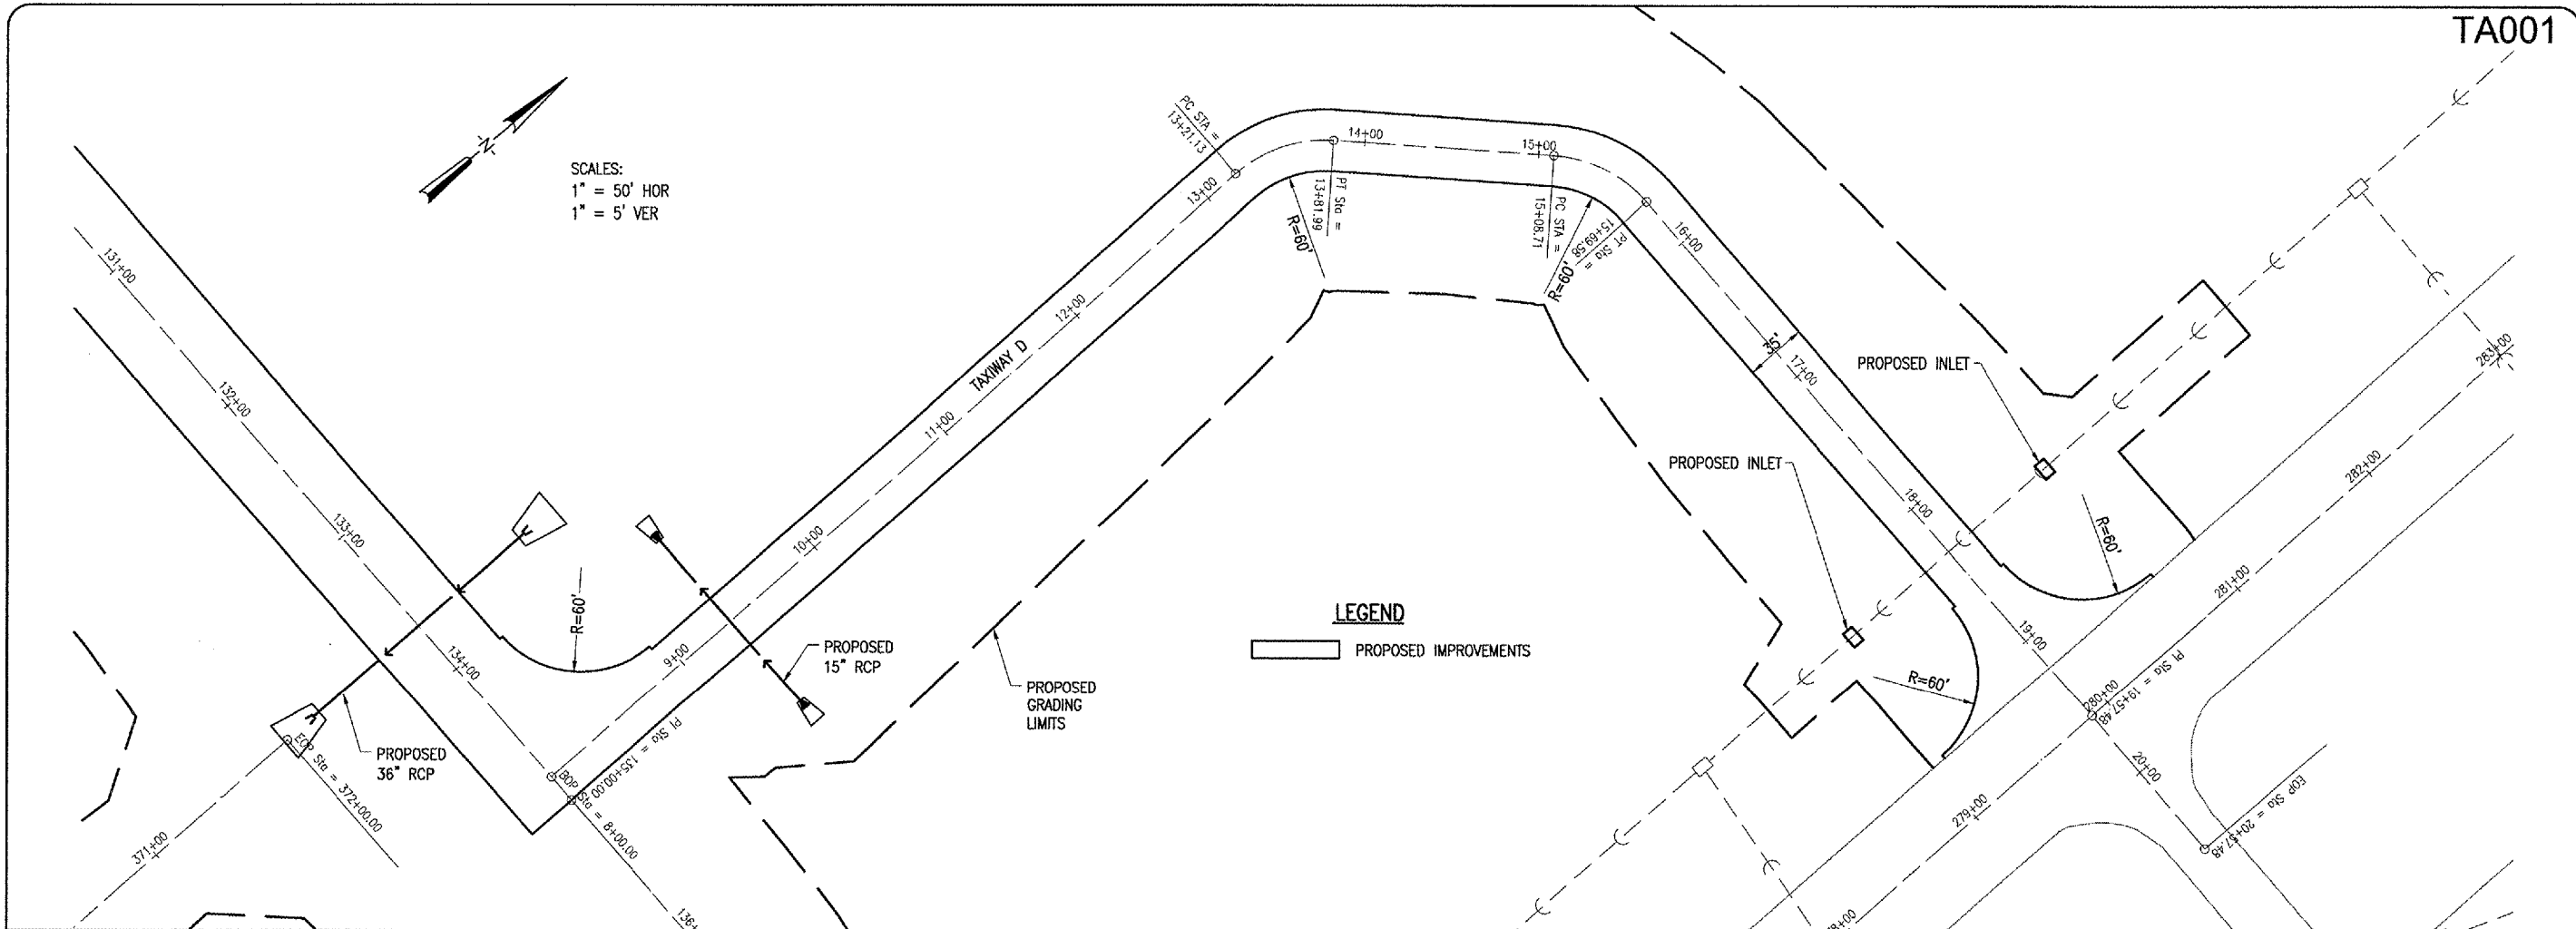 TA001
-N-
SCALES:
1" = 50' HOR
1" = 5' VER
PC STA =
13+21.13
13+00
14+00
PT Sta =
13+81.99
R=60'
15+00
PC STA =
15+08.71
PT Sta =
15+69.58
R=60'
16+00
131+00
132+00
133+00
134+00
12+00
TAXIWAY D
11+00
10+00
9+00
35'
17+00
18+00
19+00
PROPOSED INLET
PROPOSED INLET
283+00
282+00
281+00
280+00
R=60'
R=60'
R=60'
LEGEND
PROPOSED IMPROVEMENTS
PROPOSED
15" RCP
PROPOSED
GRADING
LIMITS
PROPOSED
36" RCP
EOP Sta = 372+00.00
371+00
PI Sta = 135+00.00
BOP Sta = 8+00.00
136+
PI Sta = 19+57.48
20+00
EOP Sta = 20+57.48
279+00
8+00